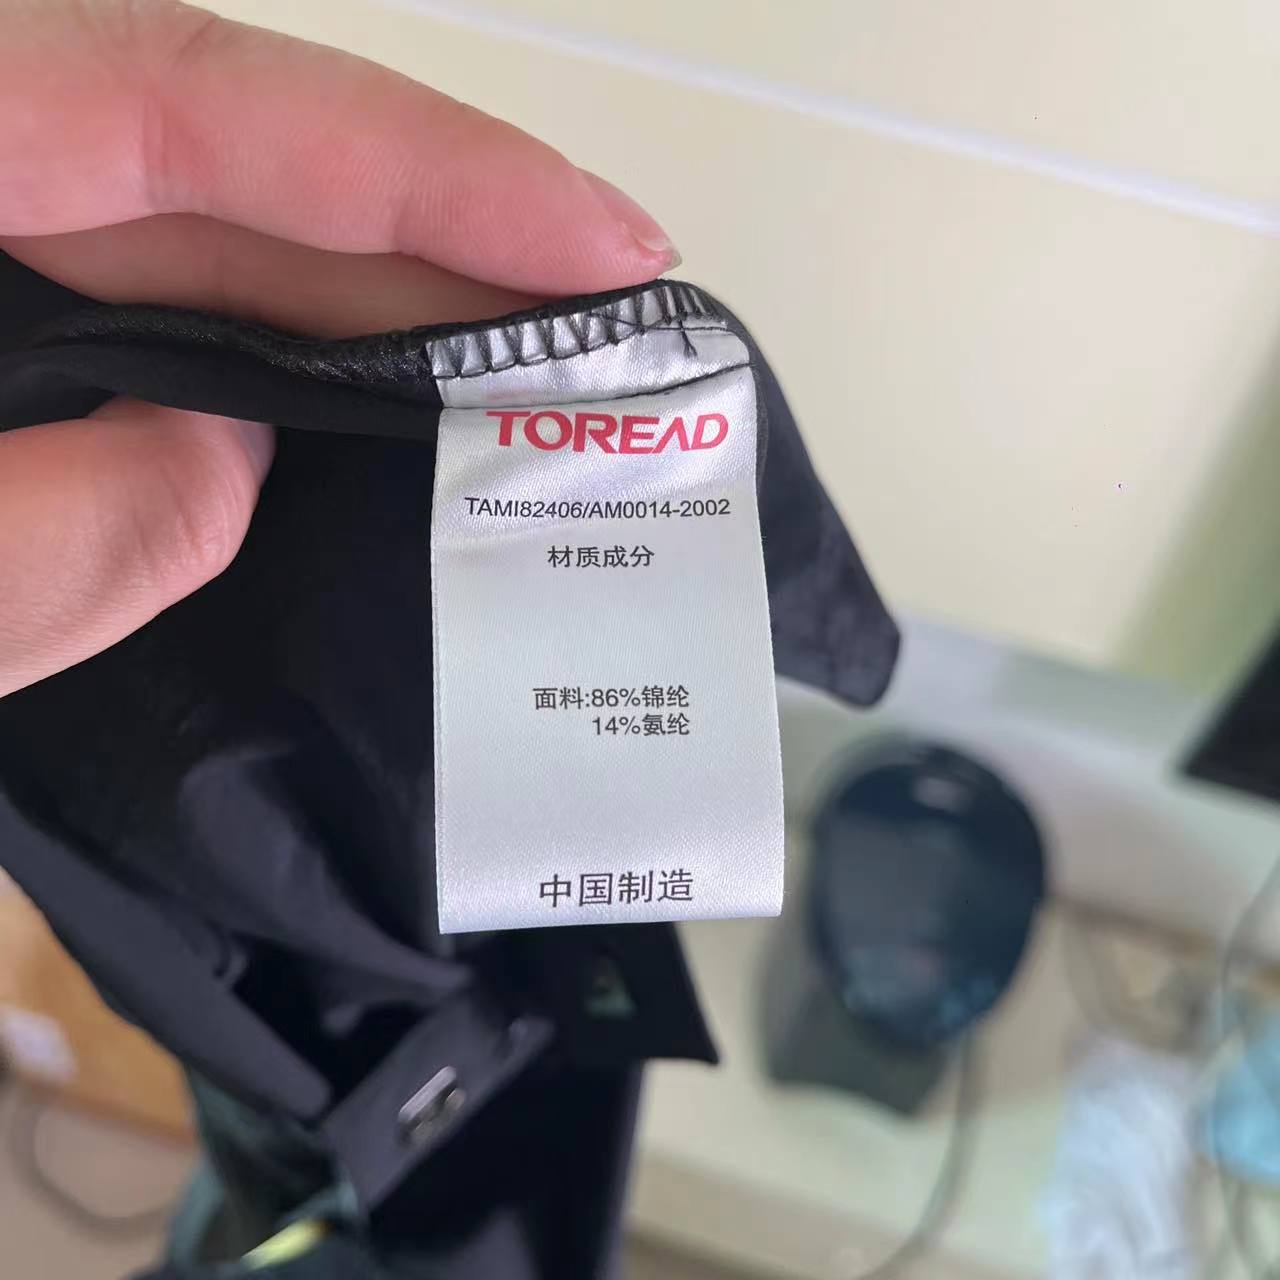 TOREAD
TAMI82406/AM0014-2002
材质成分
面料:86%锦纶
14%氨纶
中国制造